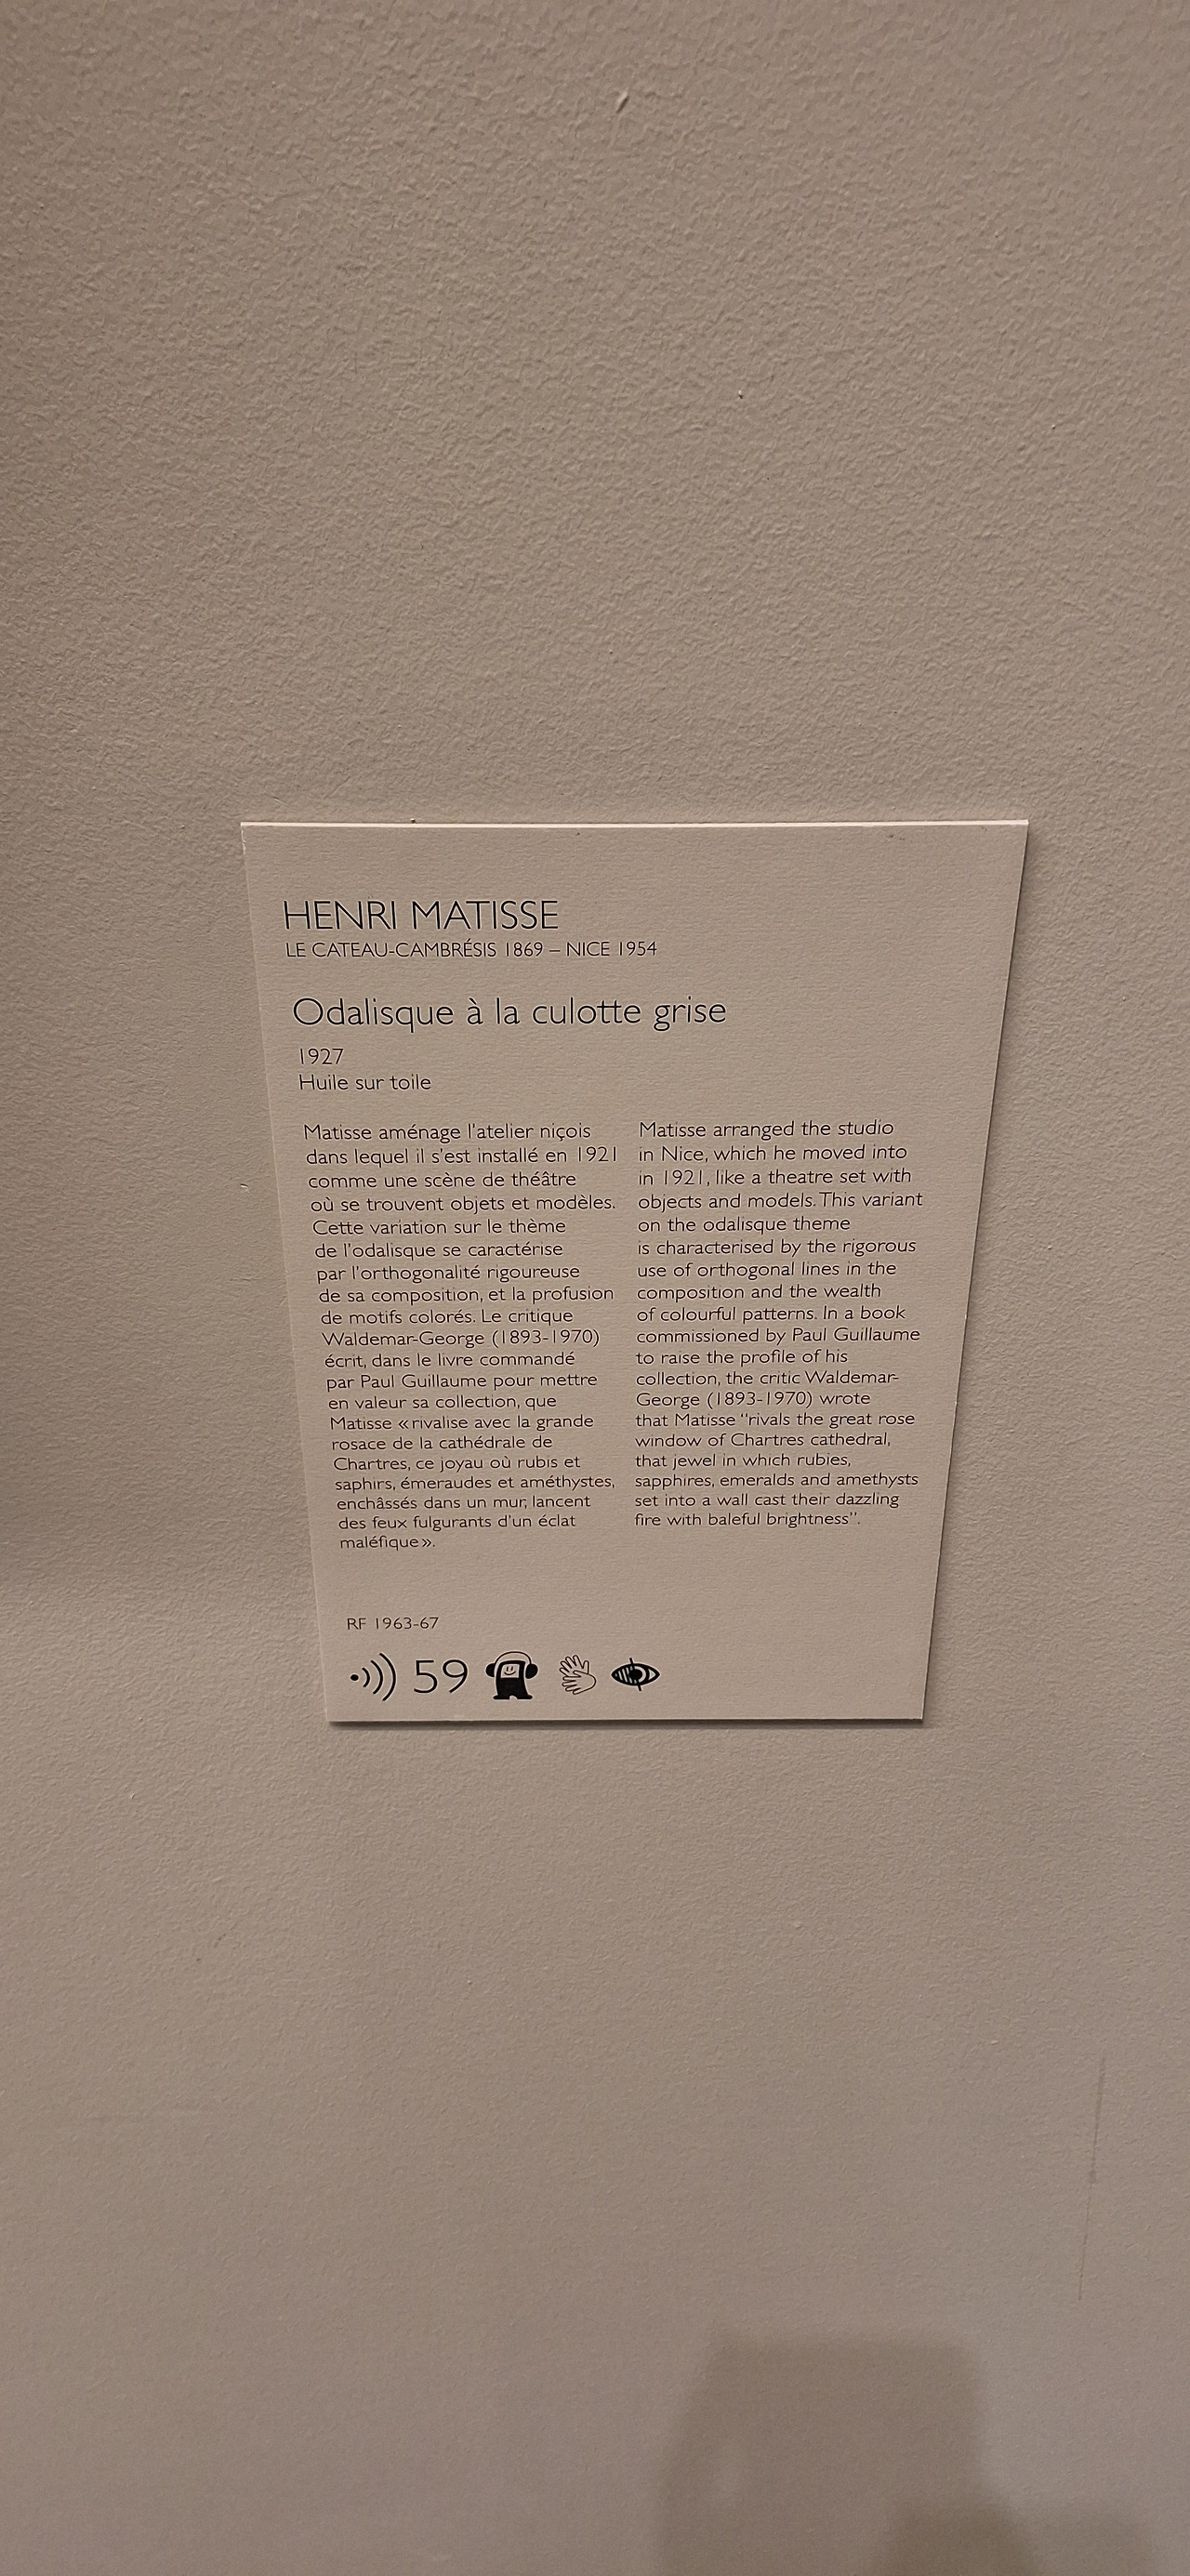 HENRI MATISSE
LE CATEAU-CAMBRÉSIS 1869 – NICE 1954
Odalisque à la culotte grise
1927
Huile sur toile
Matisse aménage l'atelier niçois
dans lequel il s'est installé en 1921
comme une scène de théâtre
où se trouvent objets et modèles.
Cette variation sur le thème
de l'odalisque se caractérise
par l'orthogonalité rigoureuse
de sa composition, et la profusion
de motifs colorés. Le critique
Waldemar-George (1893-1970)
écrit, dans le livre commandé
par Paul Guillaume pour mettre
en valeur sa collection, que
Matisse « rivalise avec la grande
rosace de la cathédrale de
Chartres, ce joyau où rubis et
saphirs, émeraudes et améthystes,
enchâssés dans un mur, lancent
des feux fulgurants d'un éclat
maléfique ».
Matisse arranged the studio
in Nice, which he moved into
in 1921, like a theatre set with
objects and models. This variant
on the odalisque theme
is characterised by the rigorous
use of orthogonal lines in the
composition and the wealth
of colourful patterns. In a book
commissioned by Paul Guillaume
to raise the profile of his
collection, the critic Waldemar-
George (1893-1970) wrote
that Matisse "rivals the great rose
window of Chartres cathedral,
that jewel in which rubies,
sapphires, emeralds and amethysts
set into a wall cast their dazzling
fire with baleful brightness".
RF 1963-67
59